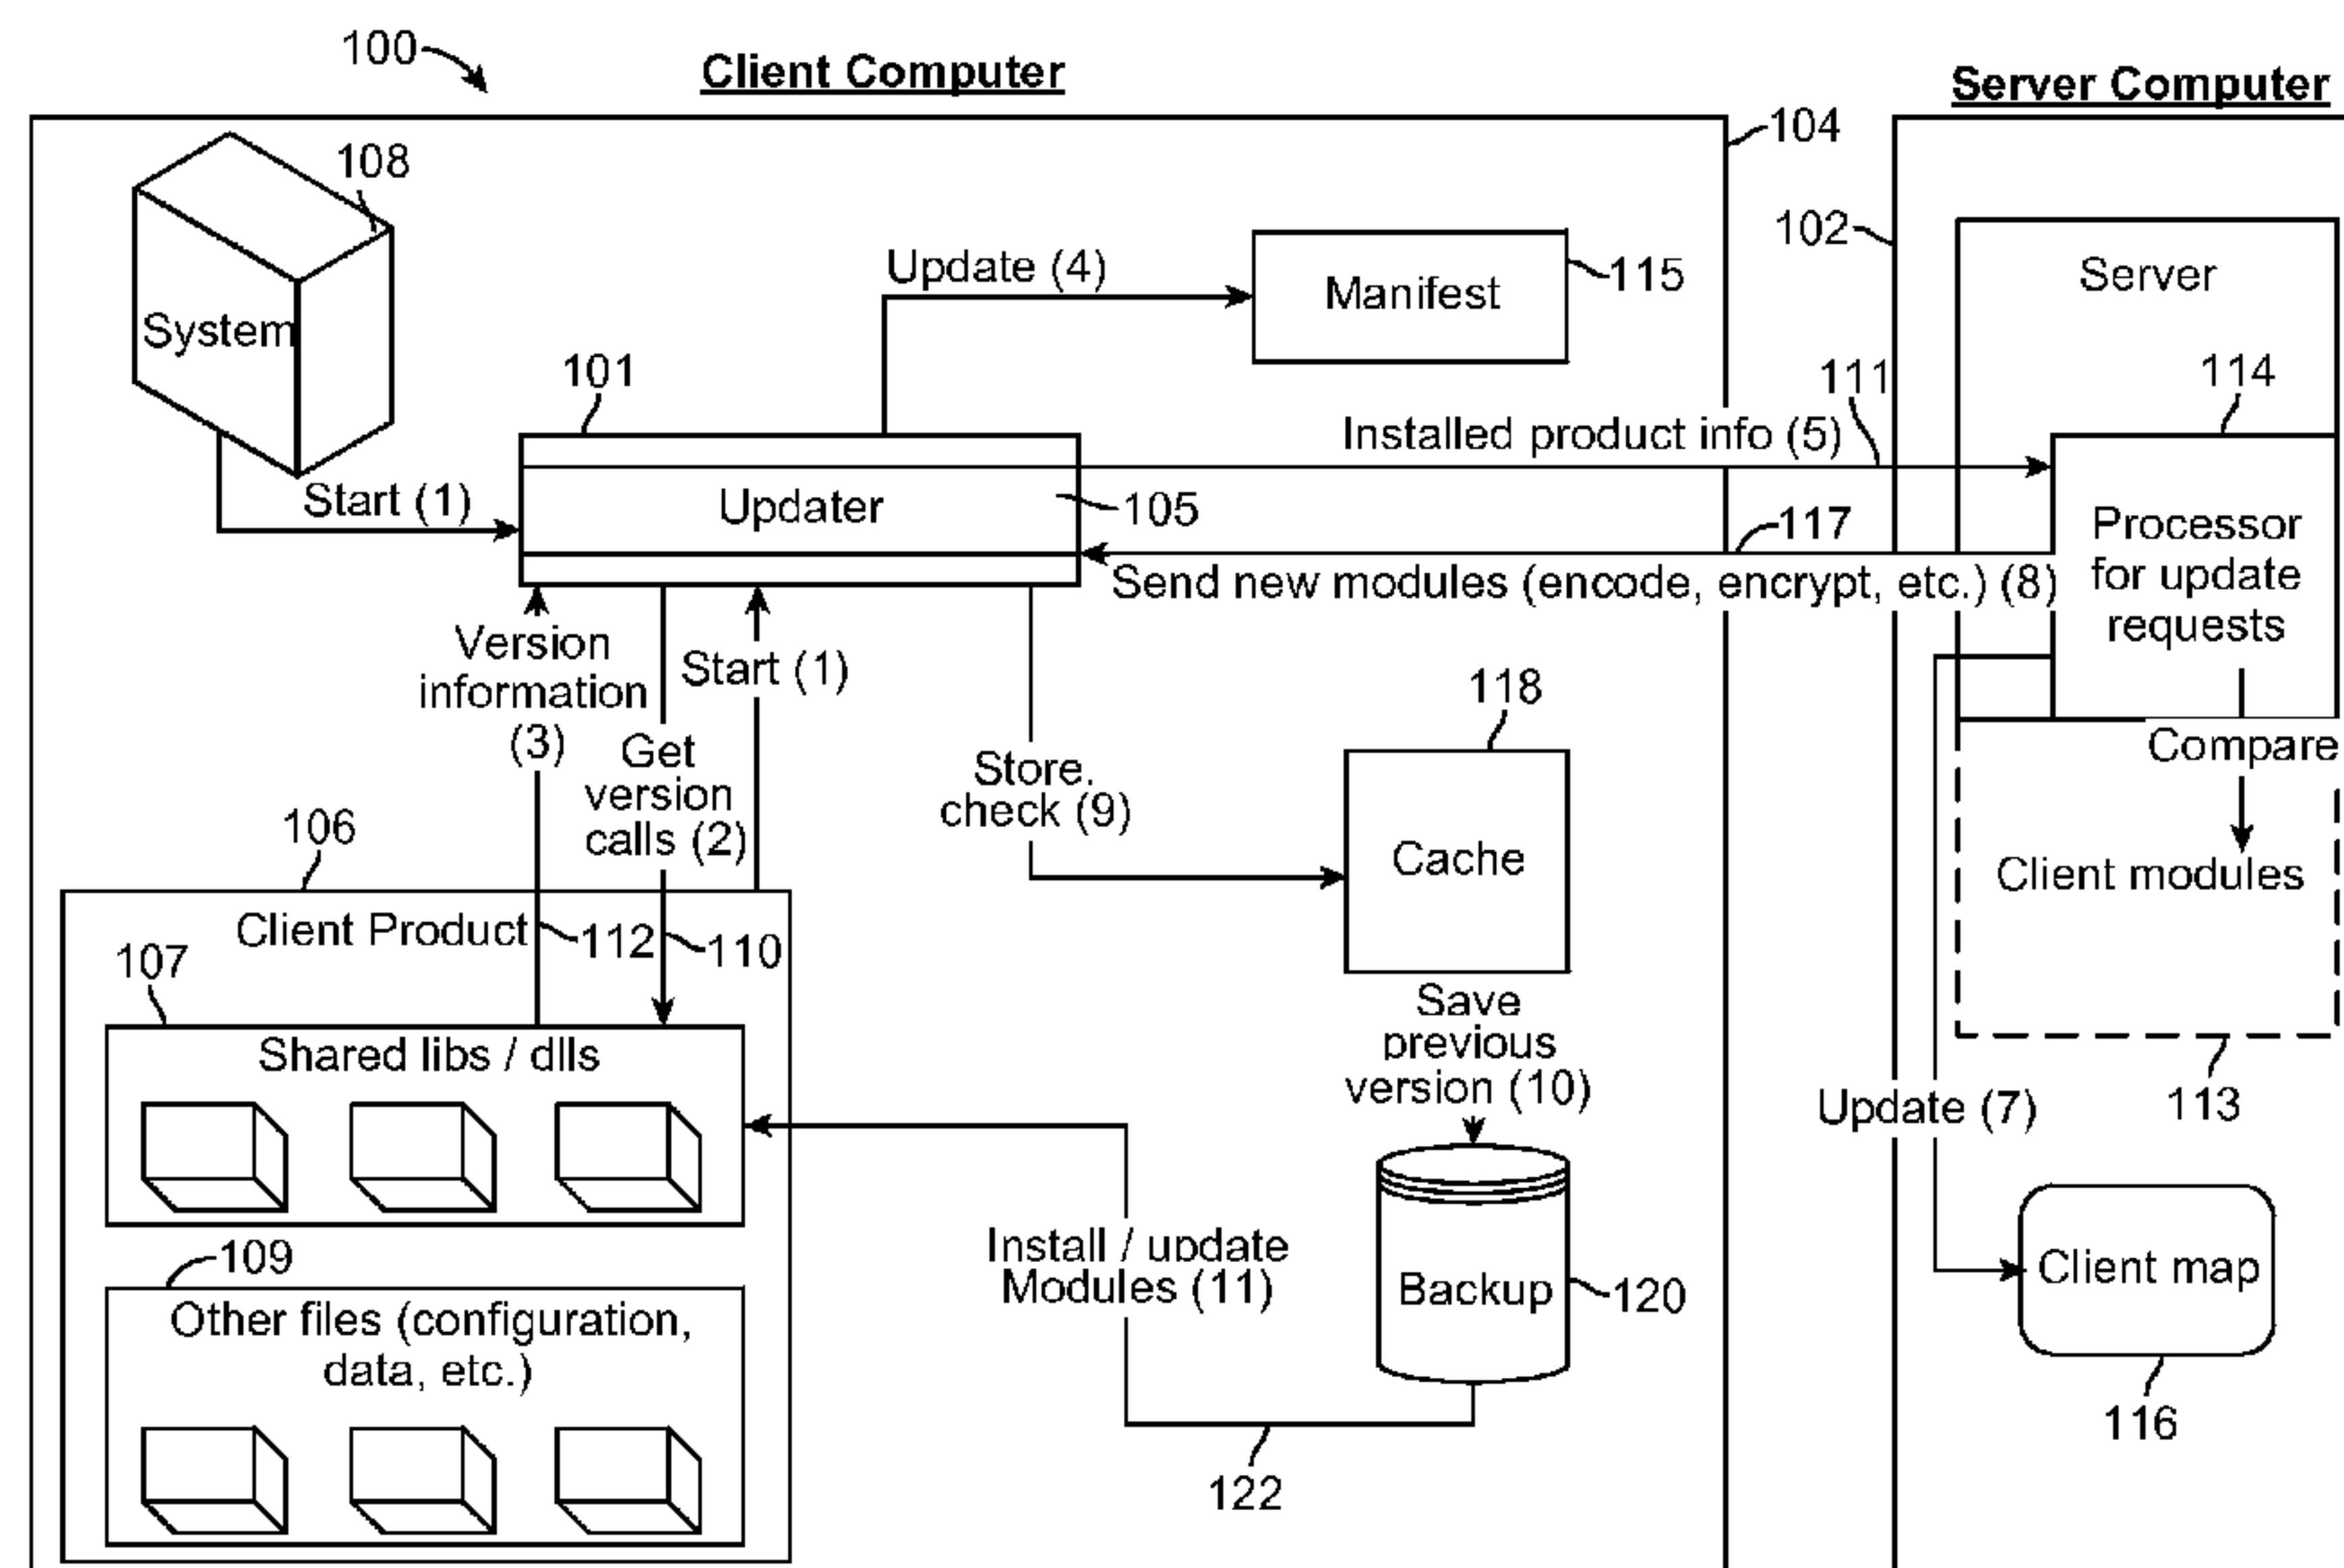 100
Client Computer
Server Computer
104
108
102
System
Update (4)
Manifest
115
Server
101
111
114
Installed product info (5)
Start (1)
Updater
105
117
Processor
for update
requests
Send new modules (encode, encrypt, etc.) (8)
Version
information
(3)
Start (1)
Get
version
calls (2)
118
Store.
check (9)
Cache
Compare
Client modules
106
Client Product
112
110
107
Shared libs / dlls
Save
previous
version (10)
Update (7)
113
109
Other files (configuration,
data, etc.)
Install / update
Modules (11)
Backup
120
Client map
116
122